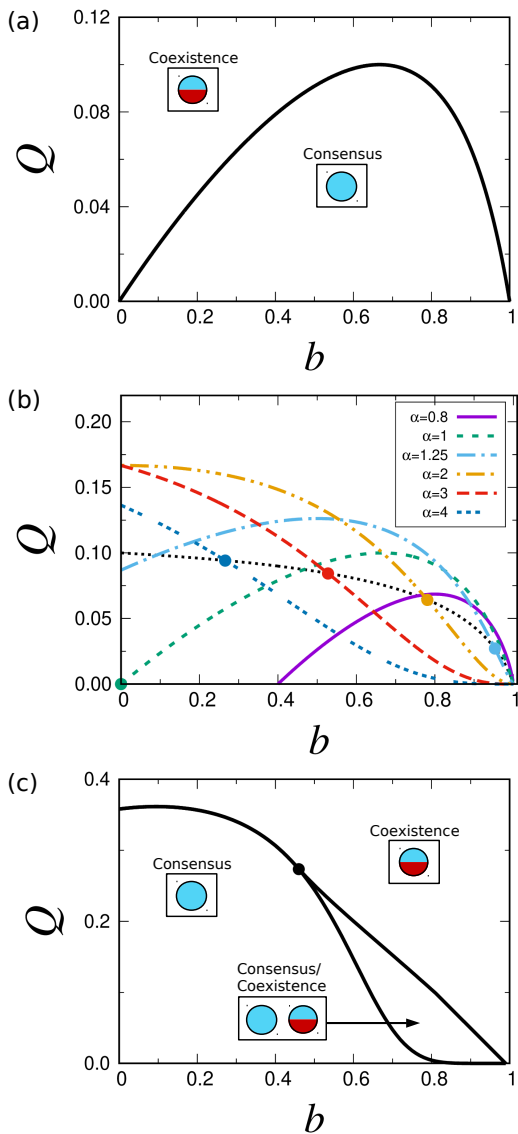 (a)
0.12
0.08
0.04
0.00
Q
Coexistence
Consensus
0 0.2 0.4 0.6 0.8 1
b
(b)
0.20
0.15
0.10
0.05
0.00
Q
α=0.8
α=1
α=1.25
α=2
α=3
α=4
0 0.2 0.4 0.6 0.8 1
b
(c)
0.4
0.2
0.0
Q
Coexistence
Consensus
Consensus/
Coexistence
0 0.2 0.4 0.6 0.8 1
b